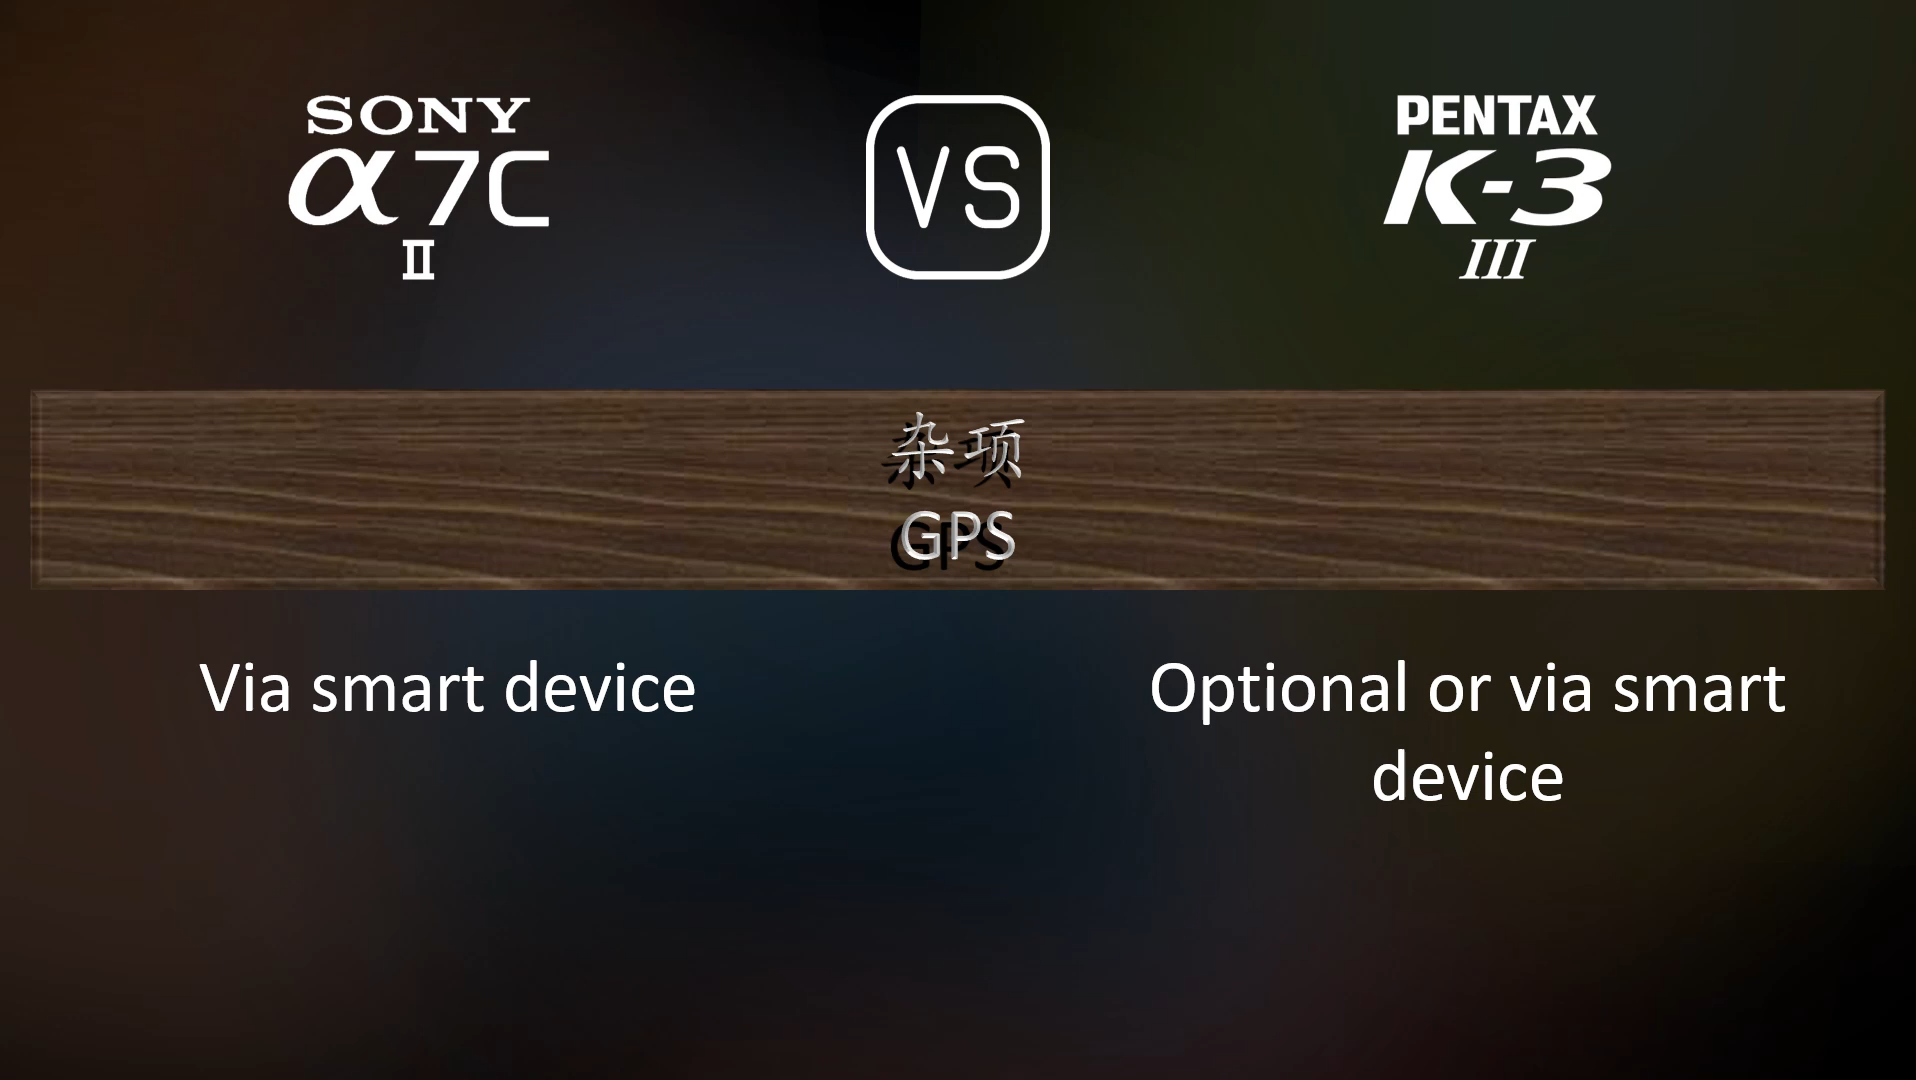 SONY
α7C
II
VS
PENTAX
K-3
III
杂项
GPS
Via smart device
Optional or via smart
device